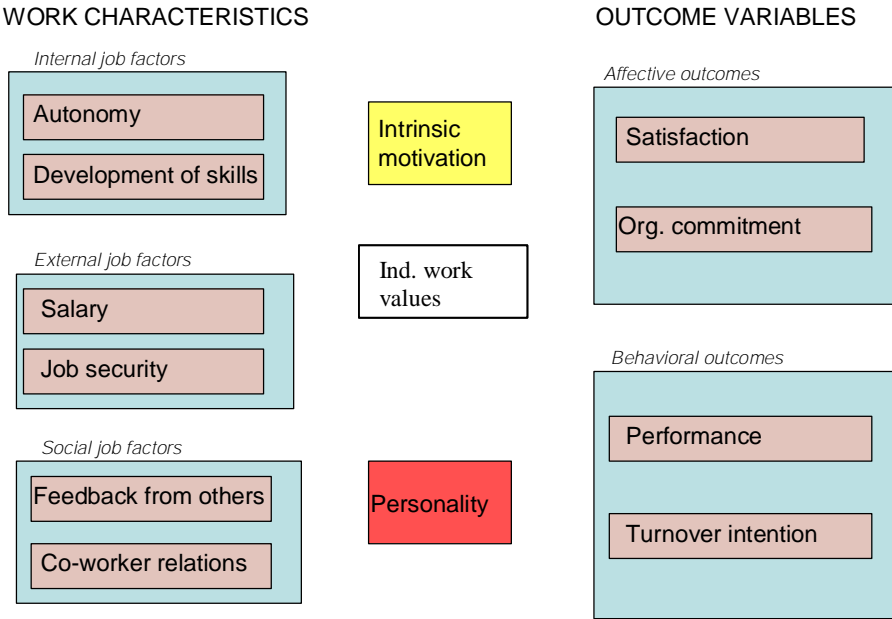 WORK CHARACTERISTICS
Internal job factors
Autonomy
Development of skills
External job factors
Salary
Job security
Social job factors
Feedback from others
Co-worker relations
Intrinsic
motivation
Ind. work
values
Personality
OUTCOME VARIABLES
Affective outcomes
Satisfaction
Org. commitment
Behavioral outcomes
Performance
Turnover intention